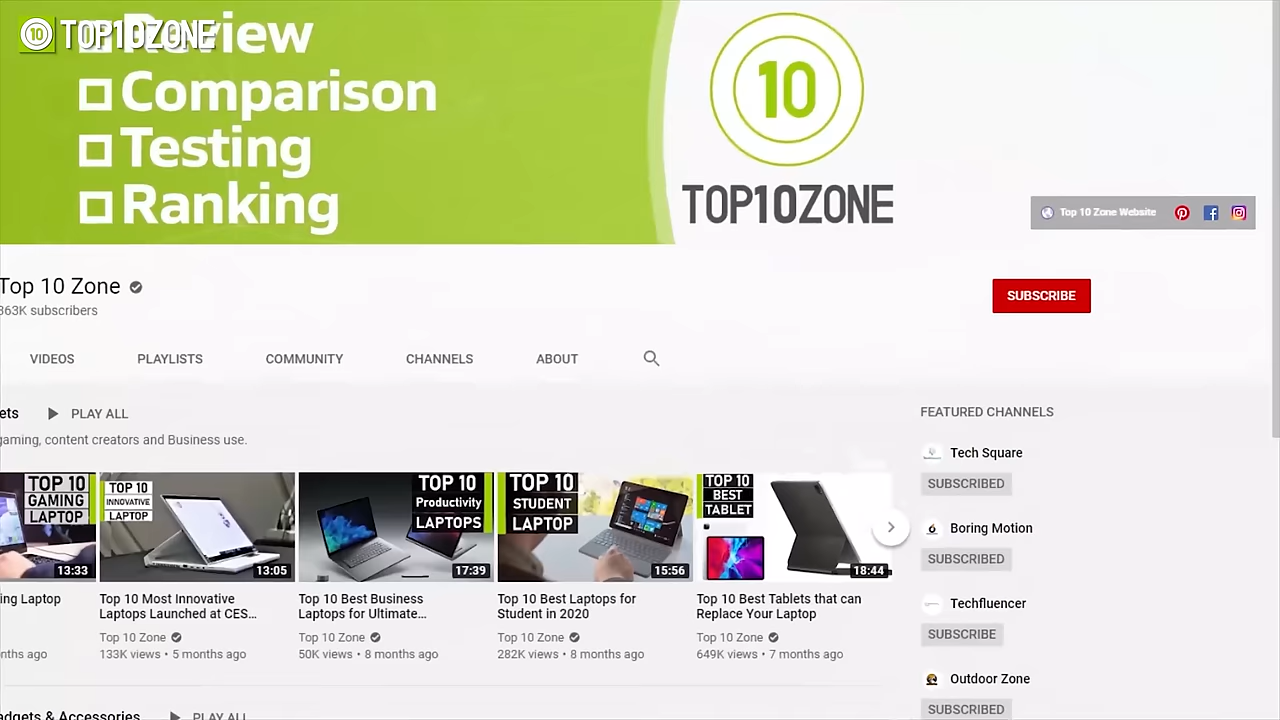 TOP10ZONE
Review
Comparison
Testing
Ranking
10
TOP10ZONE
Top 10 Zone Website
Top 10 Zone
363K subscribers
SUBSCRIBE
VIDEOS
PLAYLISTS
COMMUNITY
CHANNELS
ABOUT
ets
PLAY ALL
gaming, content creators and Business use.
TOP 10
GAMING
LAPTOP
13:33
TOP 10
INNOVATIVE
LAPTOP
13:05
TOP 10
Productivity
LAPTOPS
17:39
TOP 10
STUDENT
LAPTOP
15:56
TOP 10
BEST
TABLET
18:44
ing Laptop
nths ago
Top 10 Most Innovative
Laptops Launched at CES...
Top 10 Zone
133K views • 5 months ago
Top 10 Best Business
Laptops for Ultimate...
Top 10 Zone
50K views • 8 months ago
Top 10 Best Laptops for
Student in 2020
Top 10 Zone
282K views • 8 months ago
Top 10 Best Tablets that can
Replace Your Laptop
Top 10 Zone
649K views • 7 months ago
adgets & Accessories
PLAY ALL
FEATURED CHANNELS
Tech Square
SUBSCRIBED
Boring Motion
SUBSCRIBED
Techfluencer
SUBSCRIBE
Outdoor Zone
SUBSCRIBED